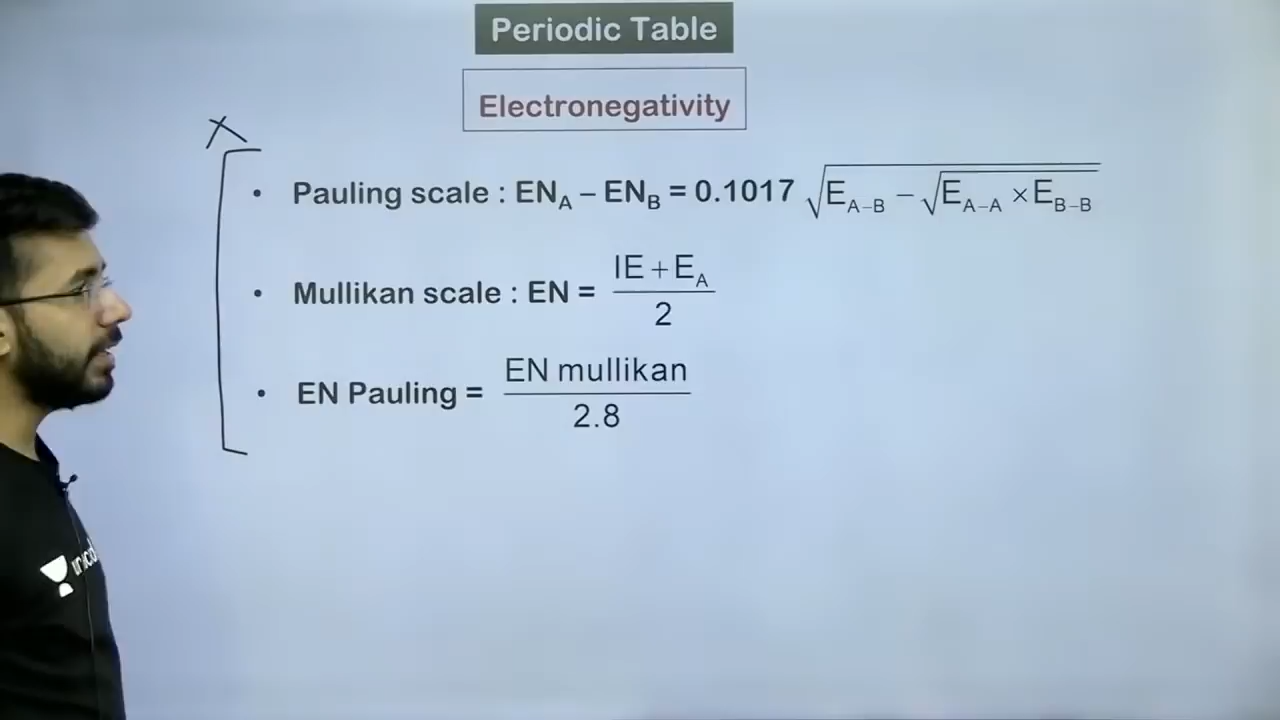 Periodic Table
Electronegativity
• Pauling scale : EN_A – EN_B = 0.1017 √(E_A–B – √(E_A–A × E_B–B))
• Mullikan scale : EN = (IE + E_A)/2
• EN Pauling = EN mullikan/2.8